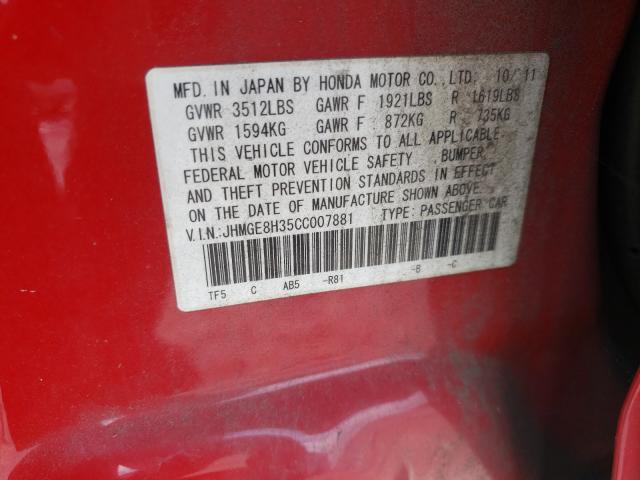 MFD. IN JAPAN BY HONDA MOTOR CO., LTD. 10/11
GVWR 3512LBS GAWR F 1921LBS R 1619LBS
GVWR 1594KG GAWR F 872KG R 735KG
THIS VEHICLE CONFORMS TO ALL APPLICABLE
FEDERAL MOTOR VEHICLE SAFETY BUMPER
AND THEFT PREVENTION STANDARDS IN EFFECT
ON THE DATE OF MANUFACTURE SHOWN ABOVE.
V.I.N.:JHMGE8H35CC007881 TYPE: PASSENGER CAR
TF5 C AB5 -R81 -B -C